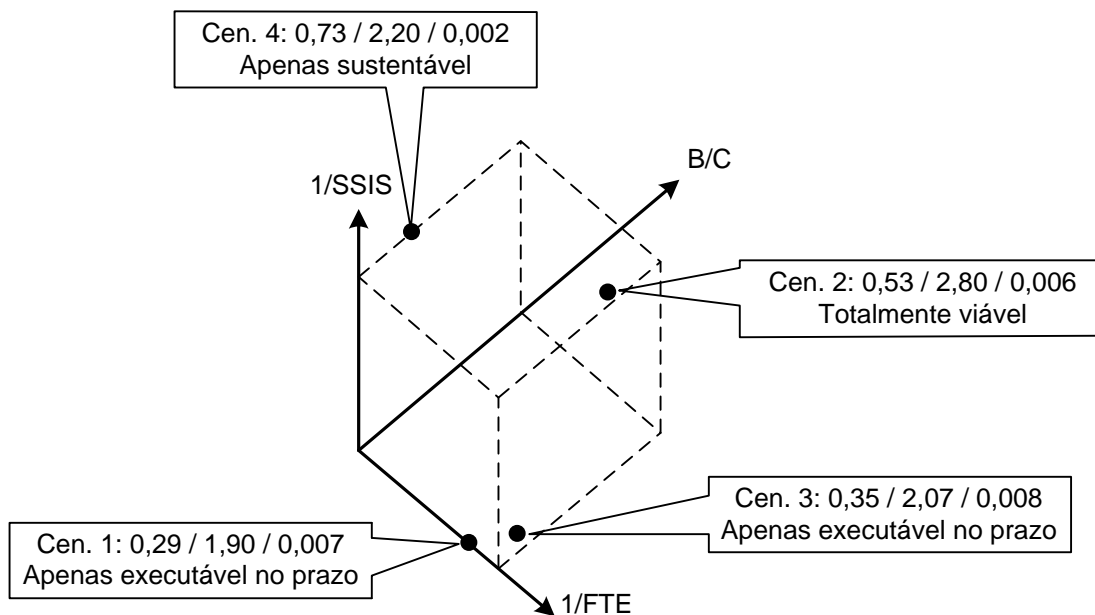 Cen. 4: 0,73 / 2,20 / 0,002
Apenas sustentável
B/C
1/SSIS
Cen. 2: 0,53 / 2,80 / 0,006
Totalmente viável
Cen. 3: 0,35 / 2,07 / 0,008
Apenas executável no prazo
Cen. 1: 0,29 / 1,90 / 0,007
Apenas executável no prazo
1/FTE